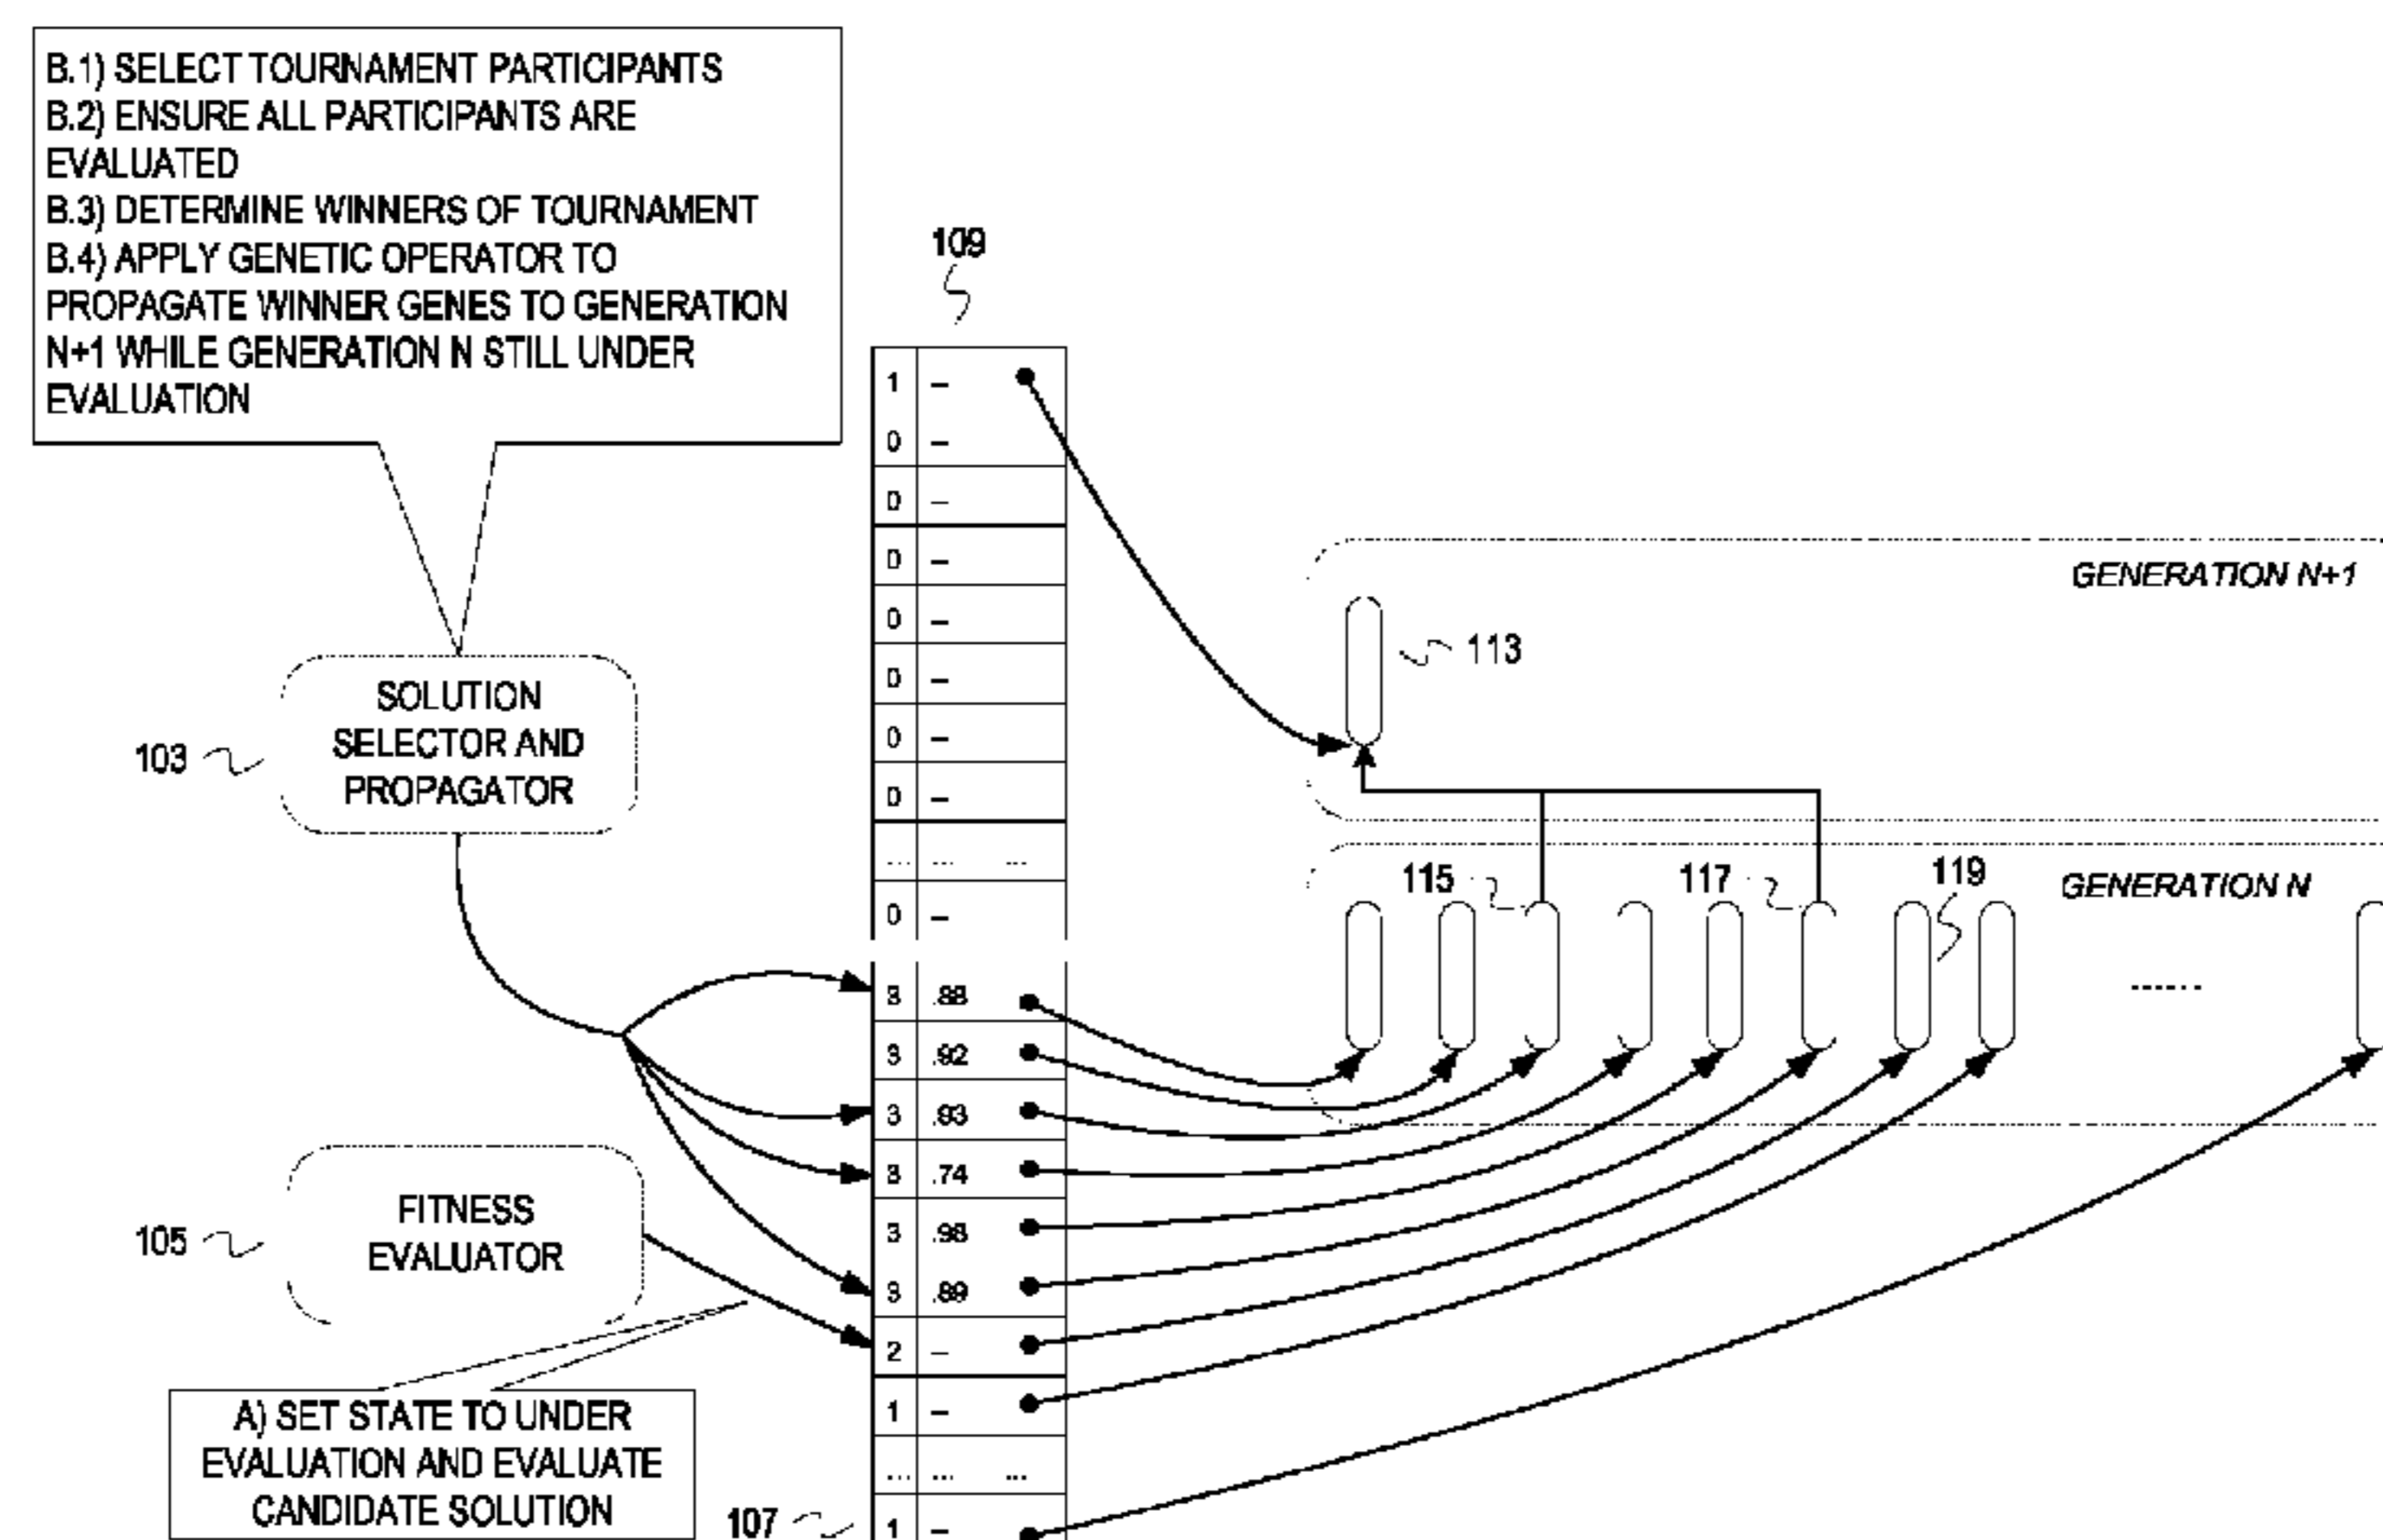 B.1) SELECT TOURNAMENT PARTICIPANTS
B.2) ENSURE ALL PARTICIPANTS ARE
EVALUATED
B.3) DETERMINE WINNERS OF TOURNAMENT
B.4) APPLY GENETIC OPERATOR TO
PROPAGATE WINNER GENES TO GENERATION
N+1 WHILE GENERATION N STILL UNDER
EVALUATION
109
1 –
0 –
0 –
0 –
0 –
0 –
0 –
0 –
... ... ...
0 –
GENERATION N+1
113
SOLUTION
SELECTOR AND
PROPAGATOR
103
115
117
119
GENERATION N
......
3 .88
3 .92
3 .93
3 .74
3 .98
3 .89
2 –
1 –
... ... ...
1 –
FITNESS
EVALUATOR
105
A) SET STATE TO UNDER
EVALUATION AND EVALUATE
CANDIDATE SOLUTION
107